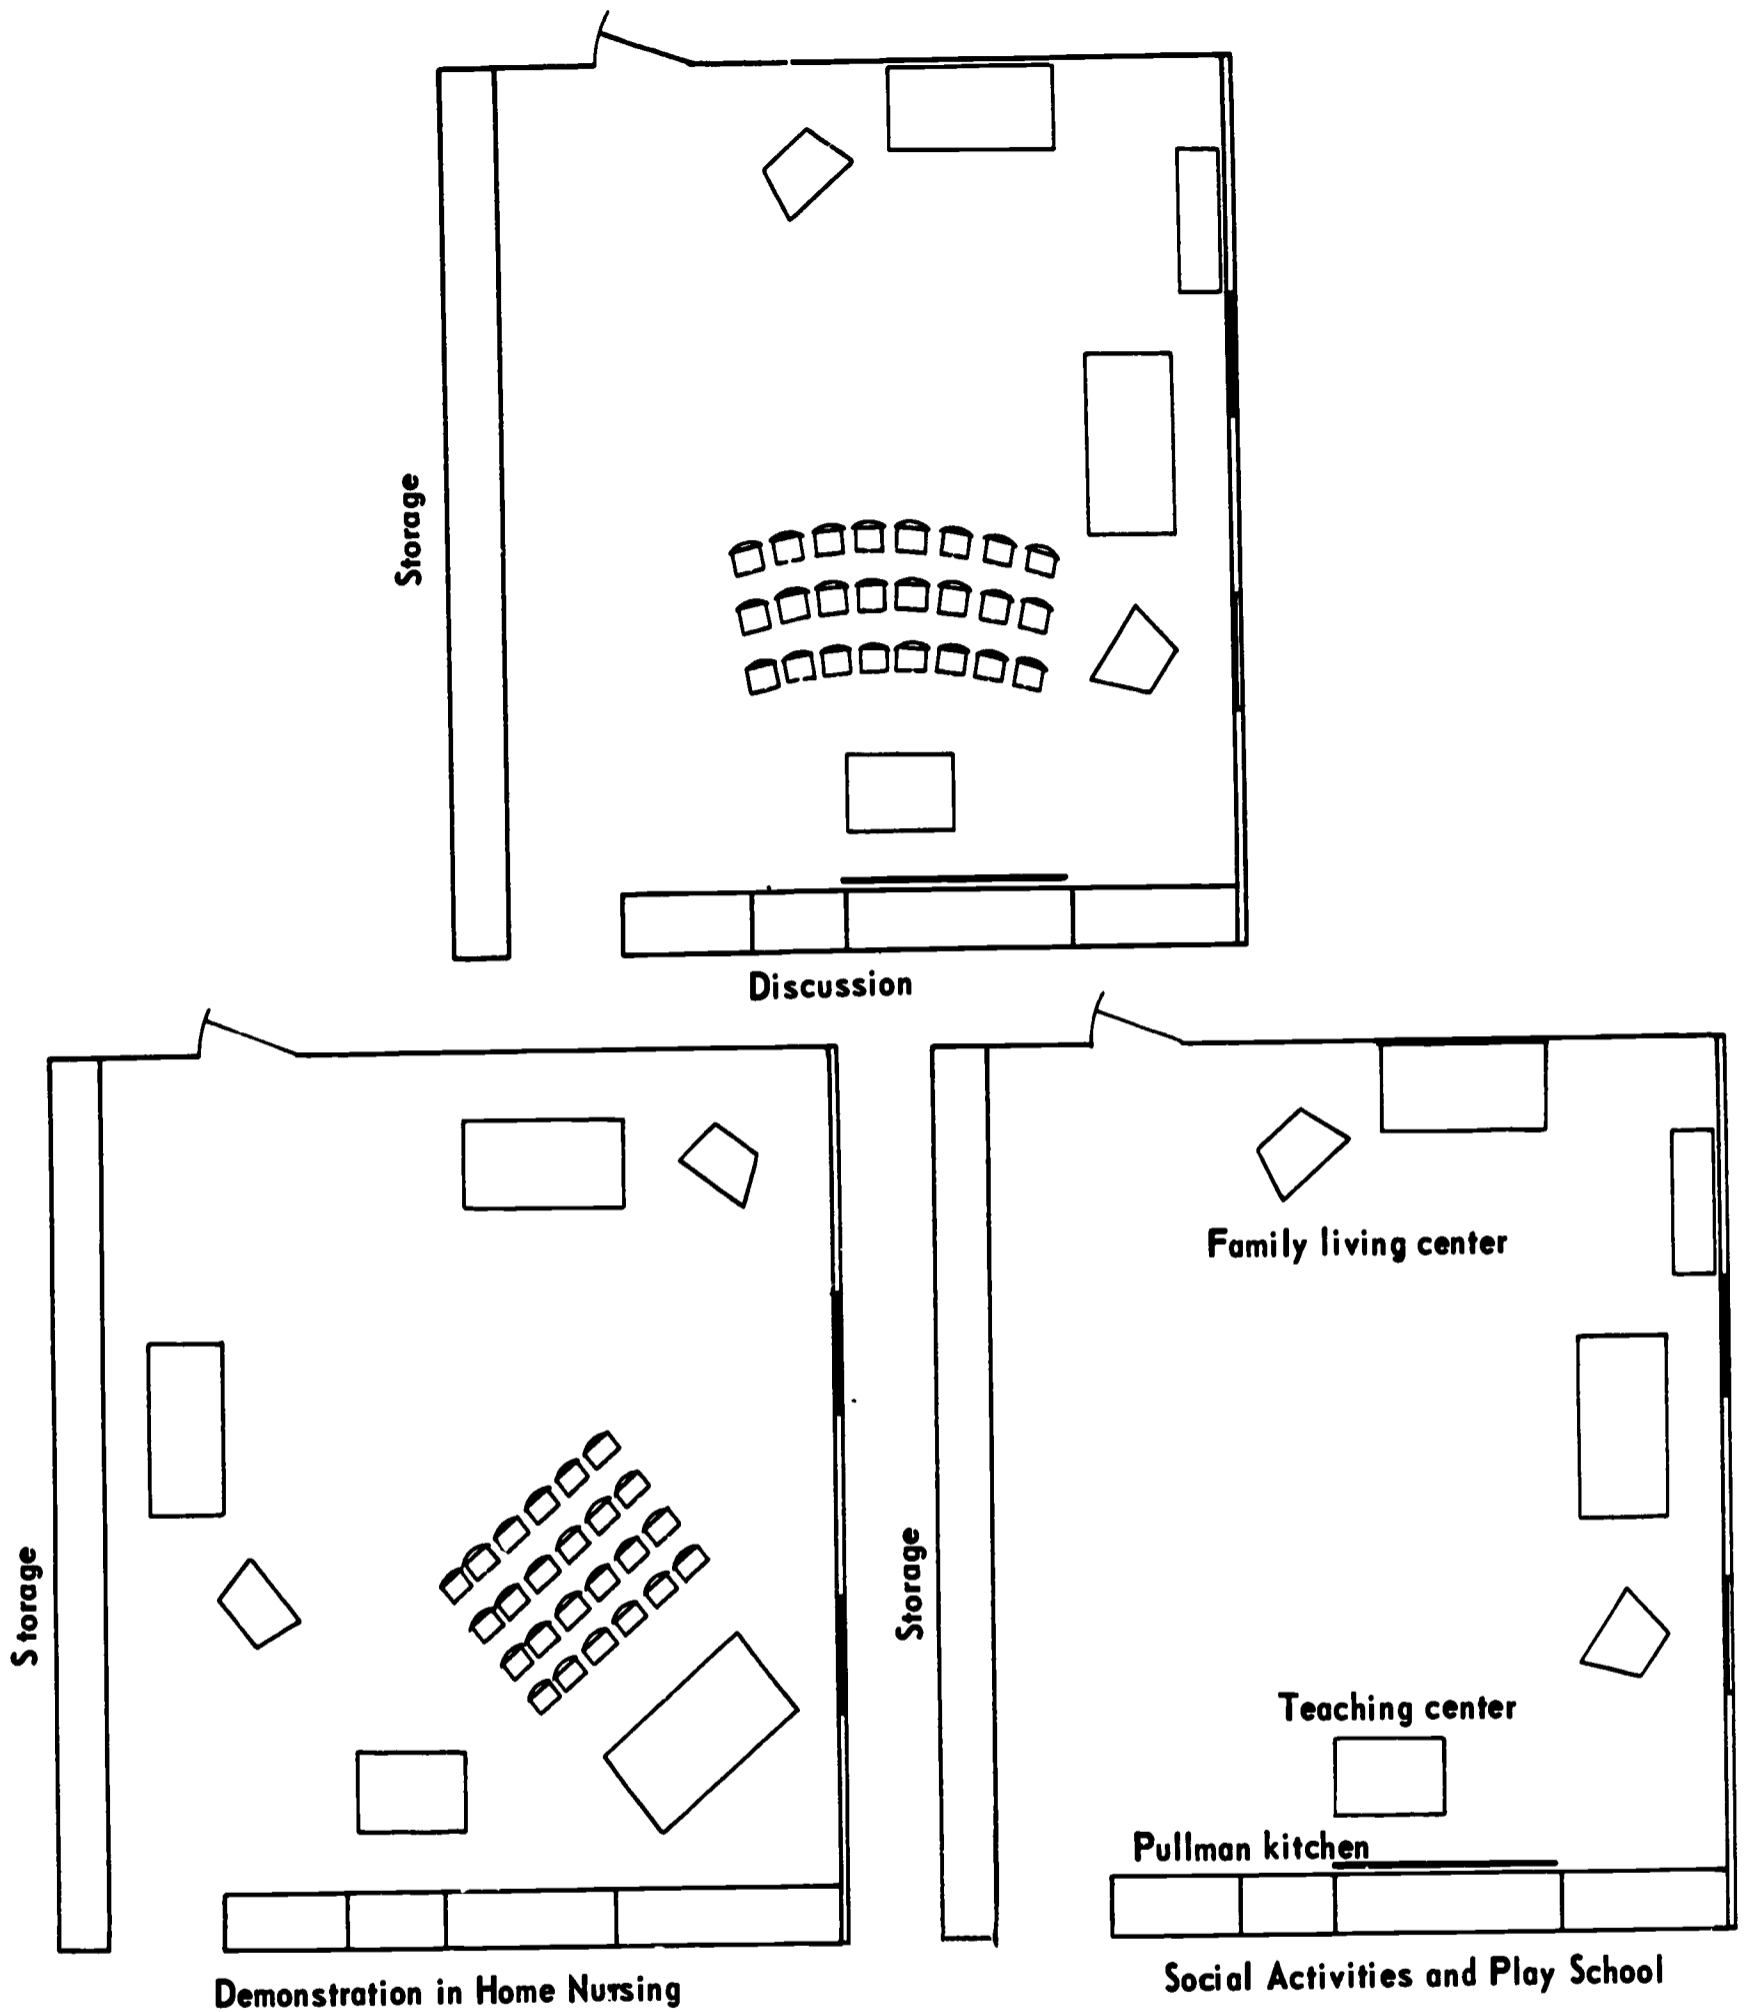 Storage
Discussion
Storage
Demonstration in Home Nursing
Storage
Family living center
Teaching center
Pullman kitchen
Social Activities and Play School